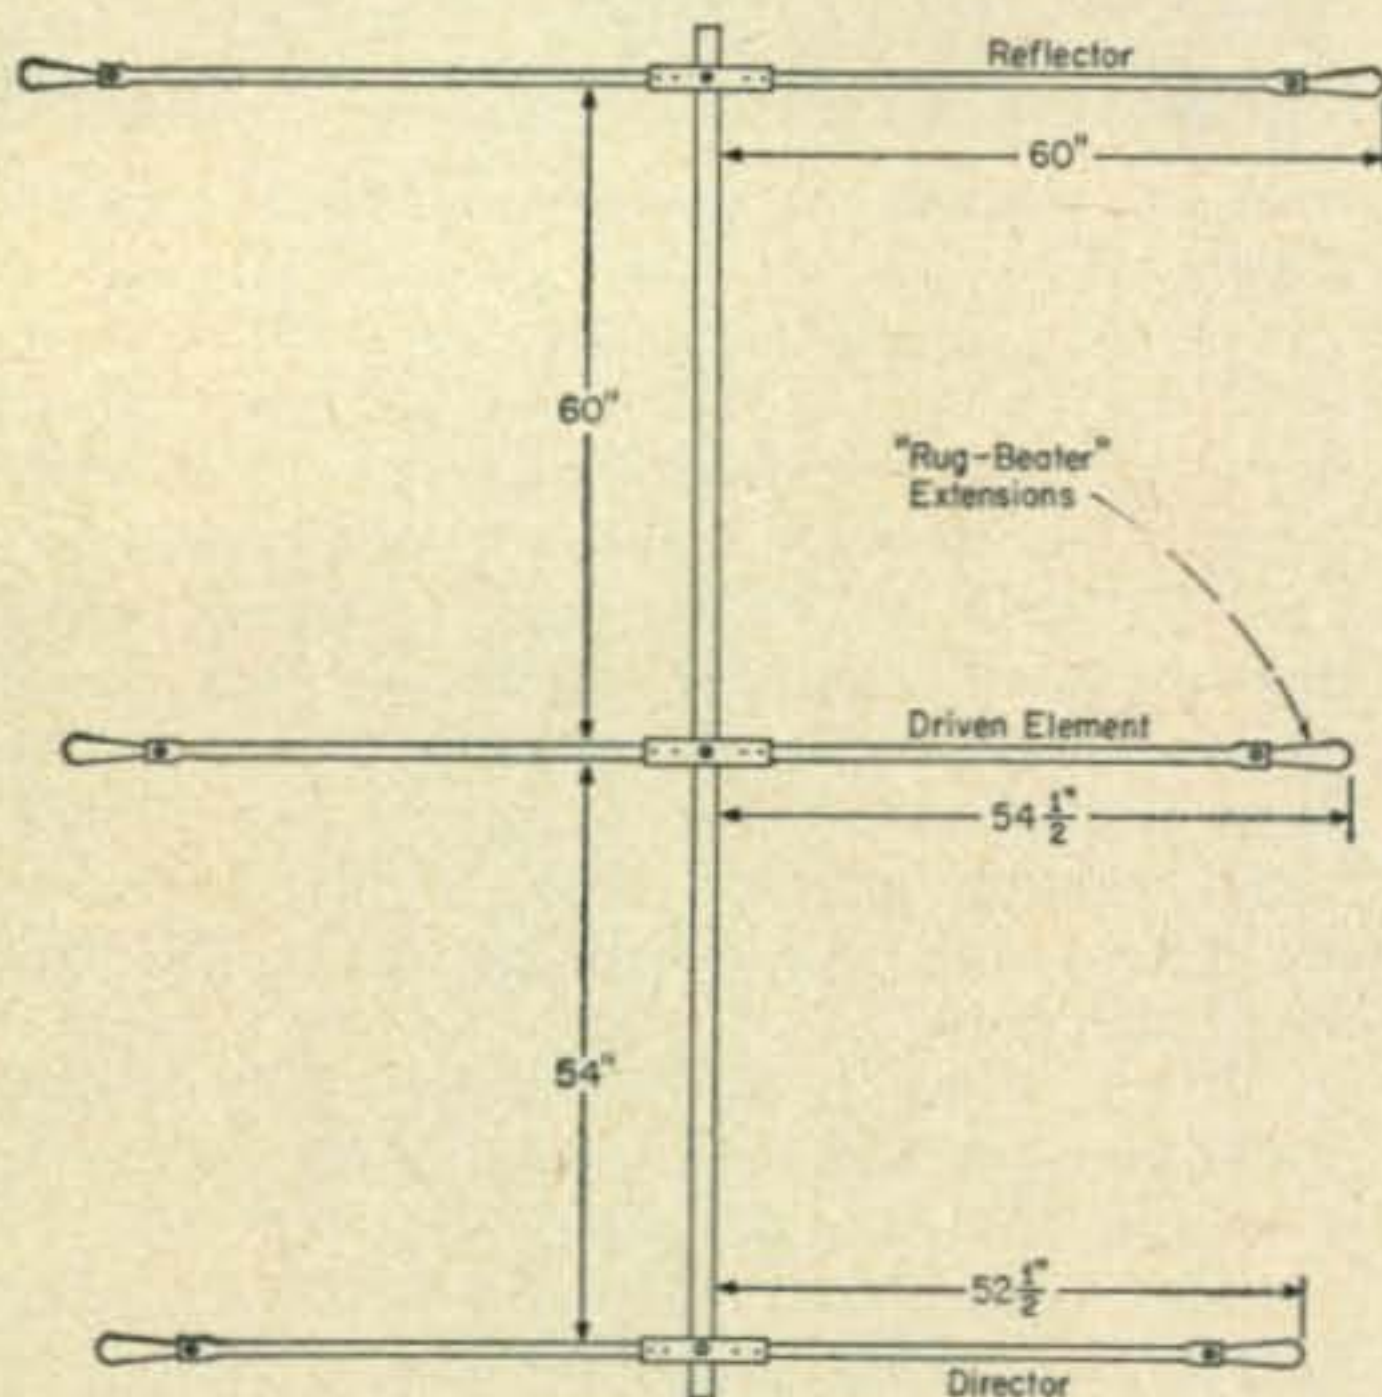 Reflector
60"
60"
"Rug-Beater"
Extensions
Driven Element
54 1/2"
54"
52 1/2"
Director